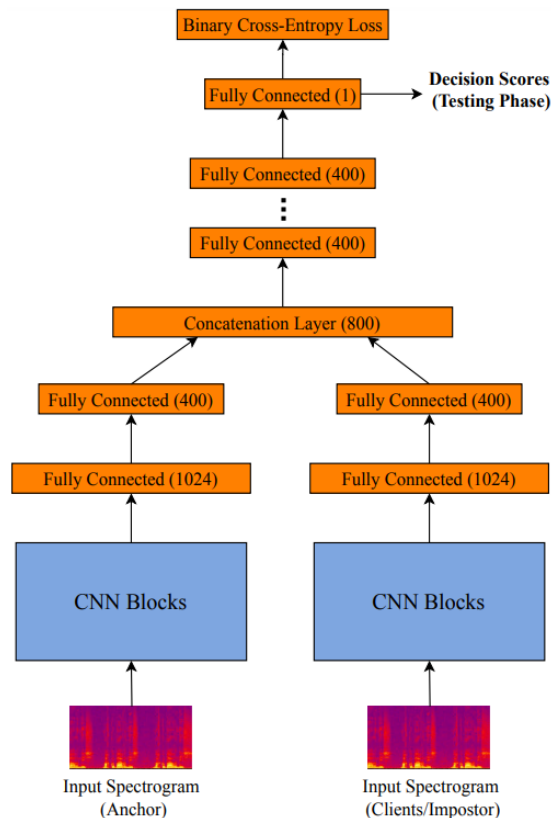 Binary Cross-Entropy Loss
Fully Connected (1)
Decision Scores
(Testing Phase)
Fully Connected (400)
Fully Connected (400)
Concatenation Layer (800)
Fully Connected (400)
Fully Connected (400)
Fully Connected (1024)
Fully Connected (1024)
CNN Blocks
CNN Blocks
Input Spectrogram
(Anchor)
Input Spectrogram
(Clients/Impostor)